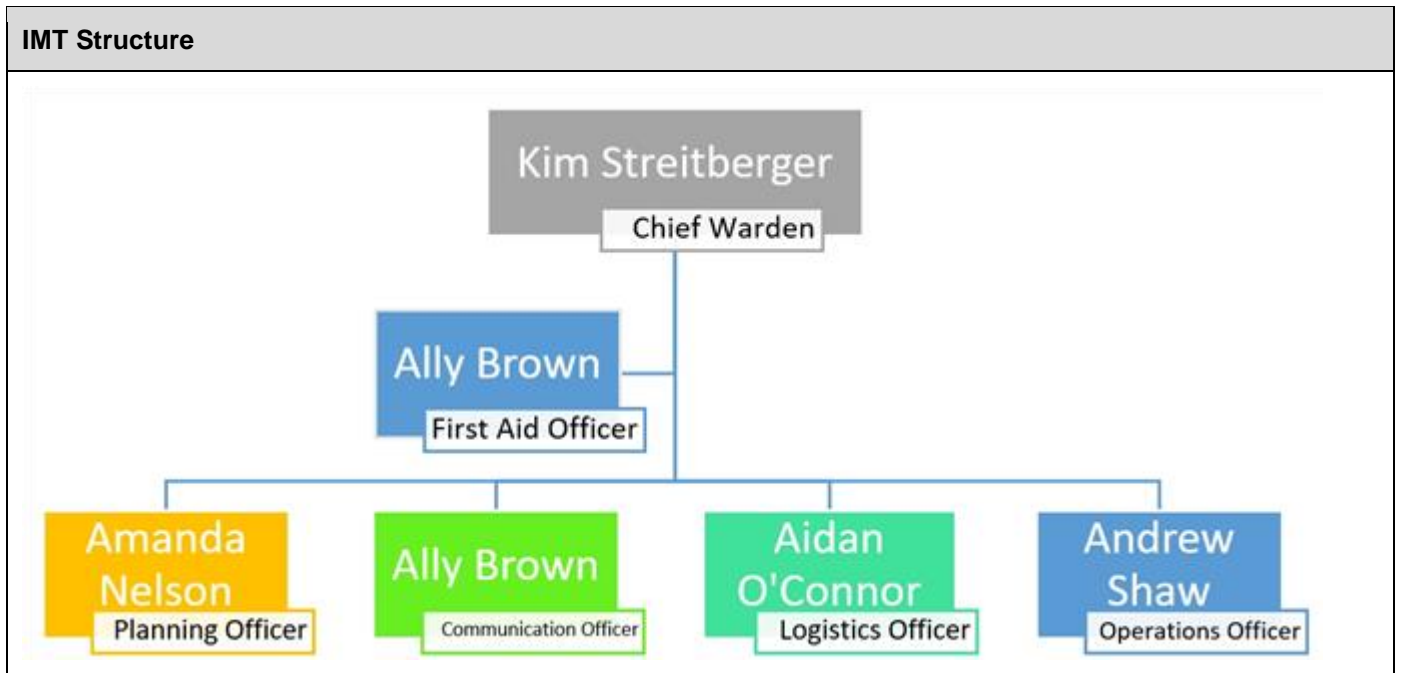 IMT Structure
Kim Streitberger
Chief Warden
Ally Brown
First Aid Officer
Amanda
Nelson
Planning Officer
Ally Brown
Communication Officer
Aidan
O'Connor
Logistics Officer
Andrew
Shaw
Operations Officer